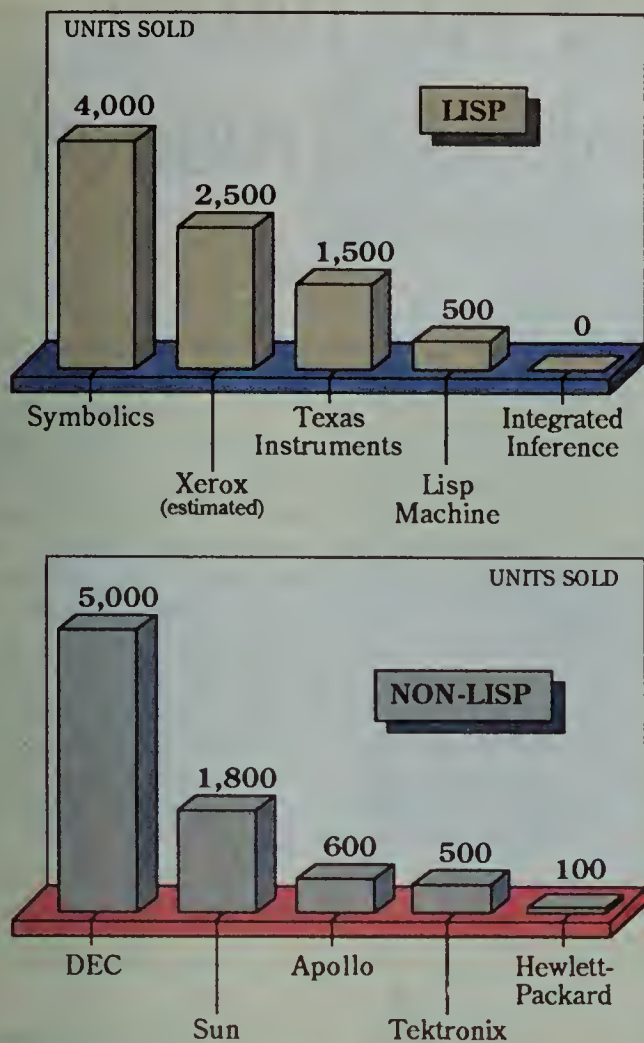 UNITS SOLD
LISP
4,000
2,500
1,500
500
0
Symbolics
Xerox
(estimated)
Texas
Instruments
Lisp
Machine
Integrated
Inference
UNITS SOLD
NON-LISP
5,000
1,800
600
500
100
DEC
Sun
Apollo
Tektronix
Hewlett-
Packard